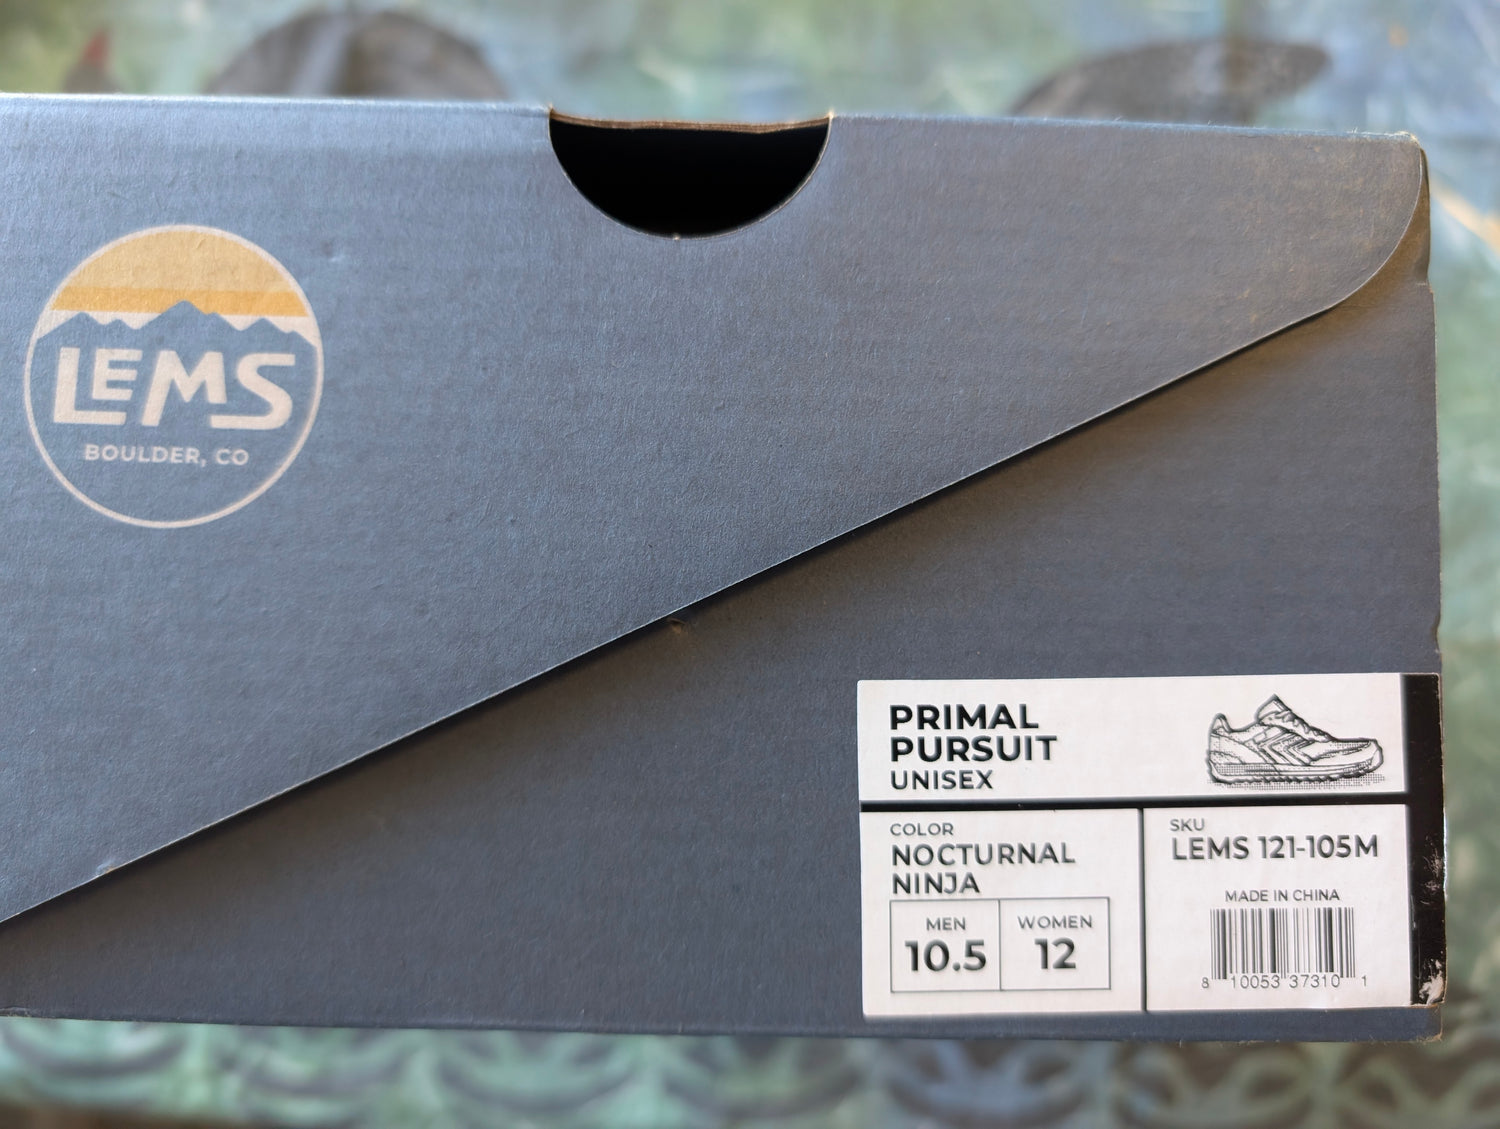 LEMS
BOULDER, CO
PRIMAL
PURSUIT
UNISEX
COLOR
NOCTURNAL
NINJA
MEN
10.5
WOMEN
12
SKU
LEMS 121-105M
MADE IN CHINA
8 10053 37310 1